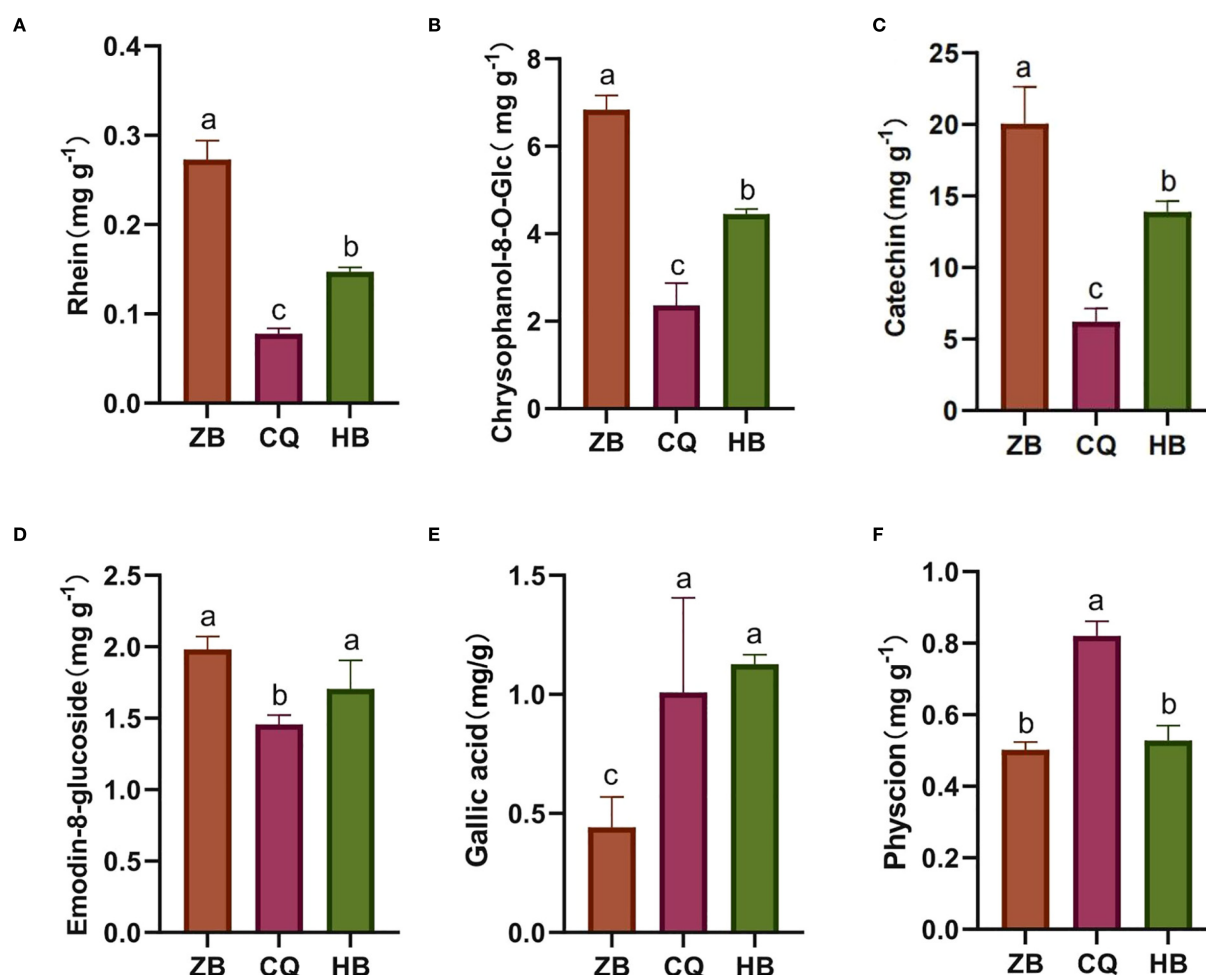 A
Rhein(mg g⁻¹)
0.4
0.3
0.2
0.1
0.0
a
c
b
ZB CQ HB
B
Chrysophanol-8-O-Glc( mg g⁻¹)
8
6
4
2
0
a
c
b
ZB CQ HB
C
Catechin(mg g⁻¹)
25
20
15
10
5
0
a
c
b
ZB CQ HB
D
Emodin-8-glucoside(mg g⁻¹)
2.5
2.0
1.5
1.0
0.5
0.0
a
b
a
ZB CQ HB
E
Gallic acid(mg/g)
1.5
1.0
0.5
0.0
c
a
a
ZB CQ HB
F
Physcion(mg g⁻¹)
1.0
0.8
0.6
0.4
0.2
0.0
b
a
b
ZB CQ HB